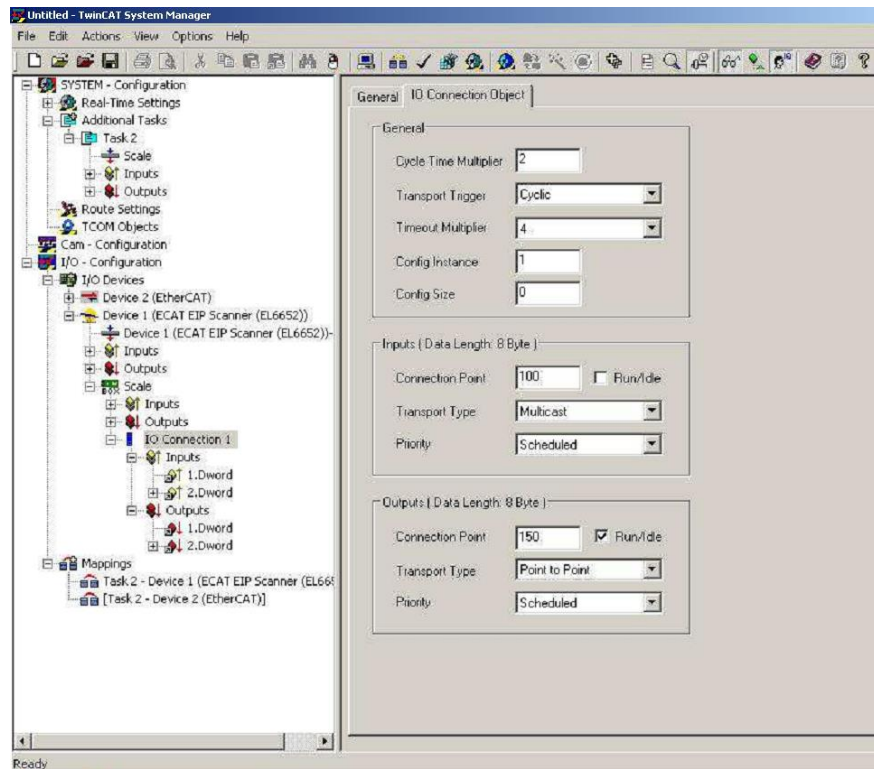 Untitled - TwinCAT System Manager
File Edit Actions View Options Help
SYSTEM - Configuration
Real-Time Settings
Additional Tasks
Task 2
Scale
Inputs
Outputs
Route Settings
TCOM Objects
Cam - Configuration
I/O - Configuration
I/O Devices
Device 2 (EtherCAT)
Device 1 (ECAT EIP Scanner (EL6652))
Device 1 (ECAT EIP Scanner (EL6652))-
Inputs
Outputs
Scale
Inputs
Outputs
IO Connection 1
Inputs
1.Dword
2.Dword
Outputs
1.Dword
2.Dword
Mappings
Task 2 - Device 1 (ECAT EIP Scanner (EL665
[Task 2 - Device 2 (EtherCAT)]
General IO Connection Object
General
Cycle Time Multiplier 2
Transport Trigger Cyclic
Timeout Multiplier 4
Config Instance 1
Config Size 0
Inputs ( Data Length: 8 Byte )
Connection Point 100 Run/Idle
Transport Type Multicast
Priority Scheduled
Outputs ( Data Length: 8 Byte )
Connection Point 150 Run/Idle
Transport Type Point to Point
Priority Scheduled
Ready